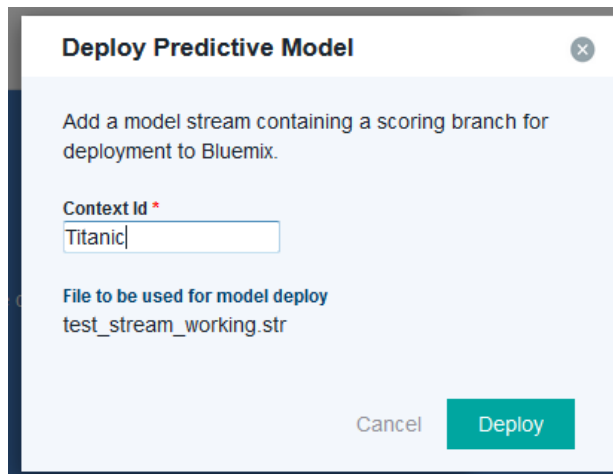 Deploy Predictive Model
Add a model stream containing a scoring branch for
deployment to Bluemix.
Context Id *
Titanic
File to be used for model deploy
test_stream_working.str
Cancel
Deploy